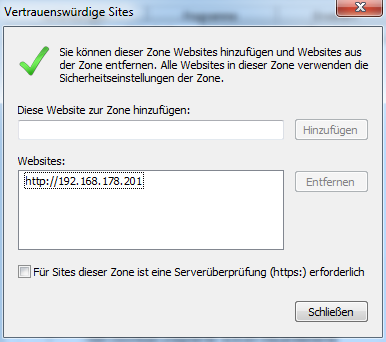 Vertrauenswürdige Sites
Sie können dieser Zone Websites hinzufügen und Websites aus
der Zone entfernen. Alle Websites in dieser Zone verwenden die
Sicherheitseinstellungen der Zone.
Diese Website zur Zone hinzufügen:
Hinzufügen
Websites:
http://192.168.178.201
Entfernen
Für Sites dieser Zone ist eine Serverüberprüfung (https:) erforderlich
Schließen